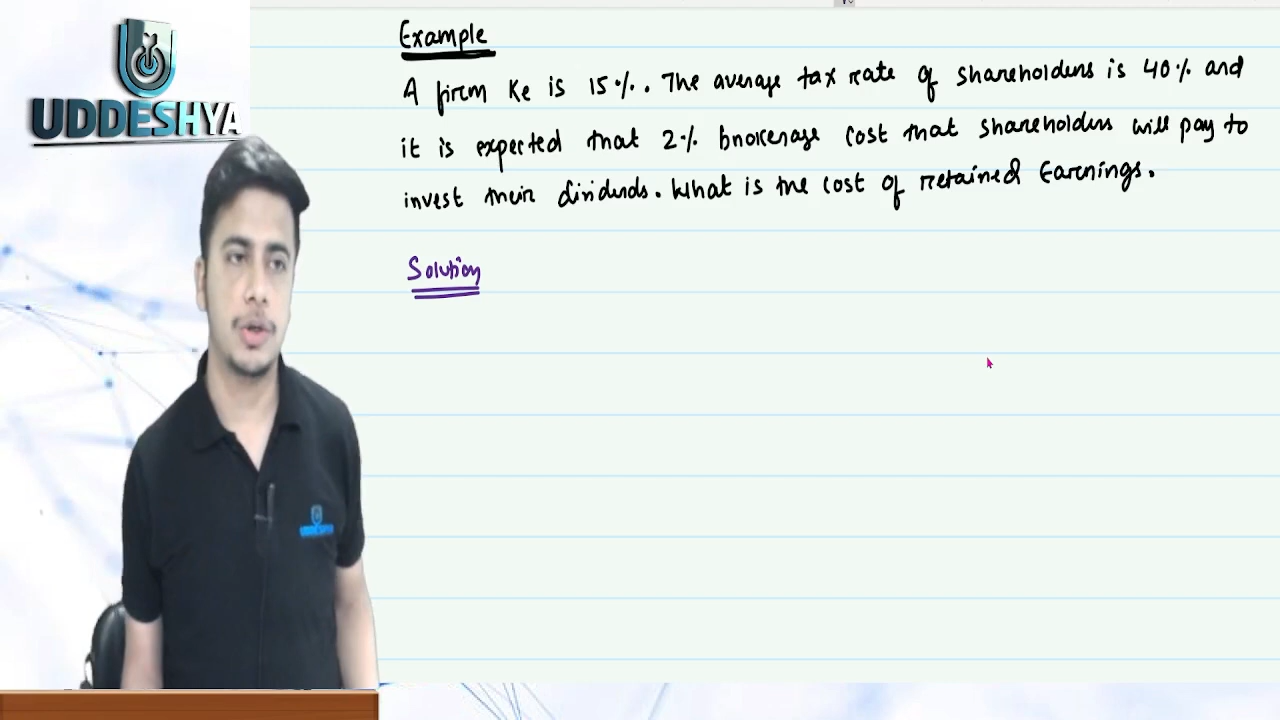 UDDESHYA
Example
A firm Ke is 15%. The average tax rate of shareholders is 40% and
it is expected that 2% brokerage cost that shareholders will pay to
invest their dividends. What is the cost of retained Earnings.
Solution
UDDESHYA